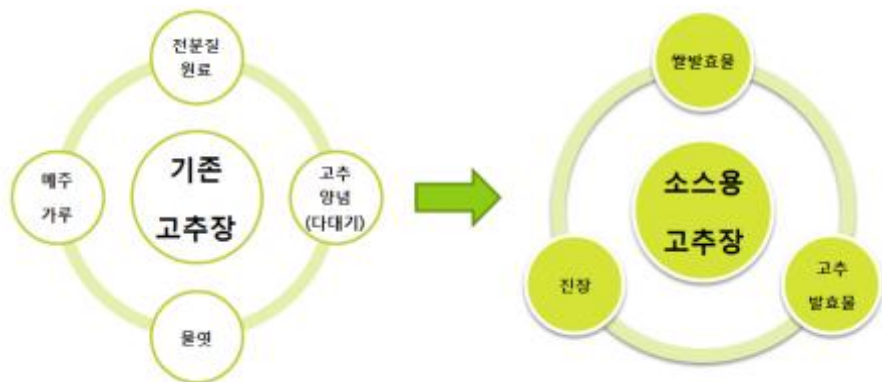 전분질
원료
메주
가루
기존
고추장
고추
양념
(다대기)
물엿
쌀발효물
소스용
고추장
진장
고추
발효물